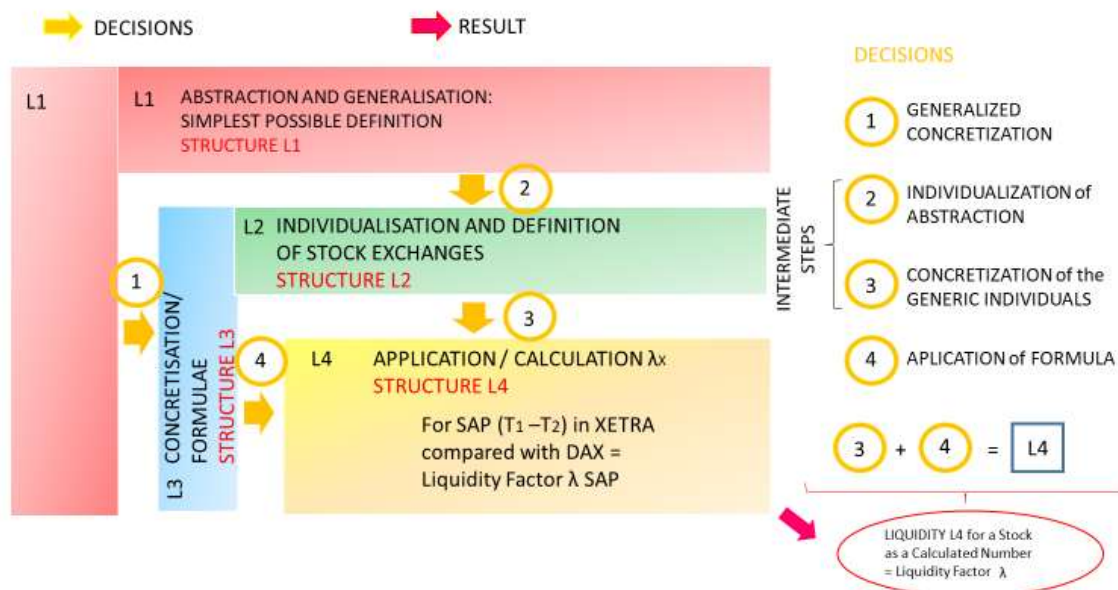 DECISIONS
RESULT
L1
L1 ABSTRACTION AND GENERALISATION:
SIMPLEST POSSIBLE DEFINITION
STRUCTURE L1
2
L2 INDIVIDUALISATION AND DEFINITION
OF STOCK EXCHANGES
STRUCTURE L2
1
3
L3 CONCRETISATION/
FORMULAE
STRUCTURE L3
4
L4 APPLICATION / CALCULATION λx
STRUCTURE L4
For SAP (T1 –T2) in XETRA
compared with DAX =
Liquidity Factor λ SAP
DECISIONS
1 GENERALIZED
CONCRETIZATION
INTERMEDIATE
STEPS
2 INDIVIDUALIZATION of
ABSTRACTION
3 CONCRETIZATION of the
GENERIC INDIVIDUALS
4 APLICATION of FORMULA
3 + 4 = L4
LIQUIDITY L4 for a Stock
as a Calculated Number
= Liquidity Factor λ